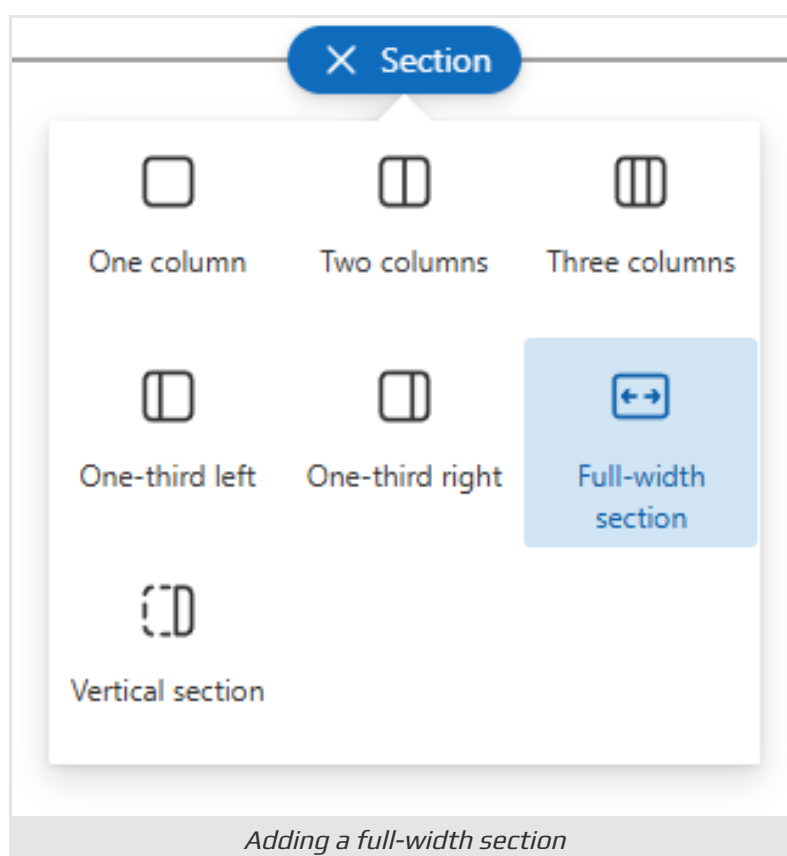 Section
One column
Two columns
Three columns
One-third left
One-third right
Full-width
section
Vertical section
Adding a full-width section